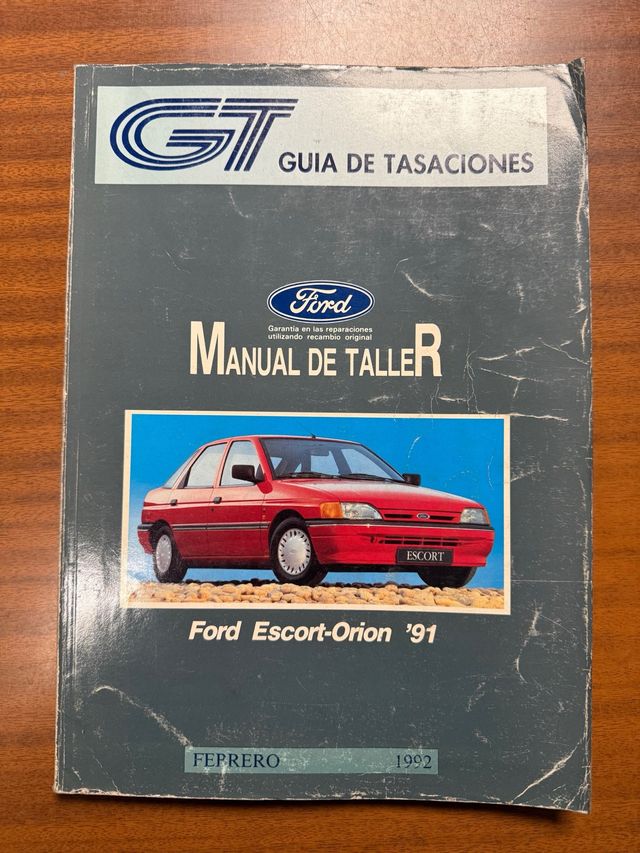 GT GUIA DE TASACIONES
Ford
Garantía en las reparaciones
utilizando recambio original
MANUAL DE TALLER
ESCORT
Ford Escort-Orion '91
FEBRERO 1992